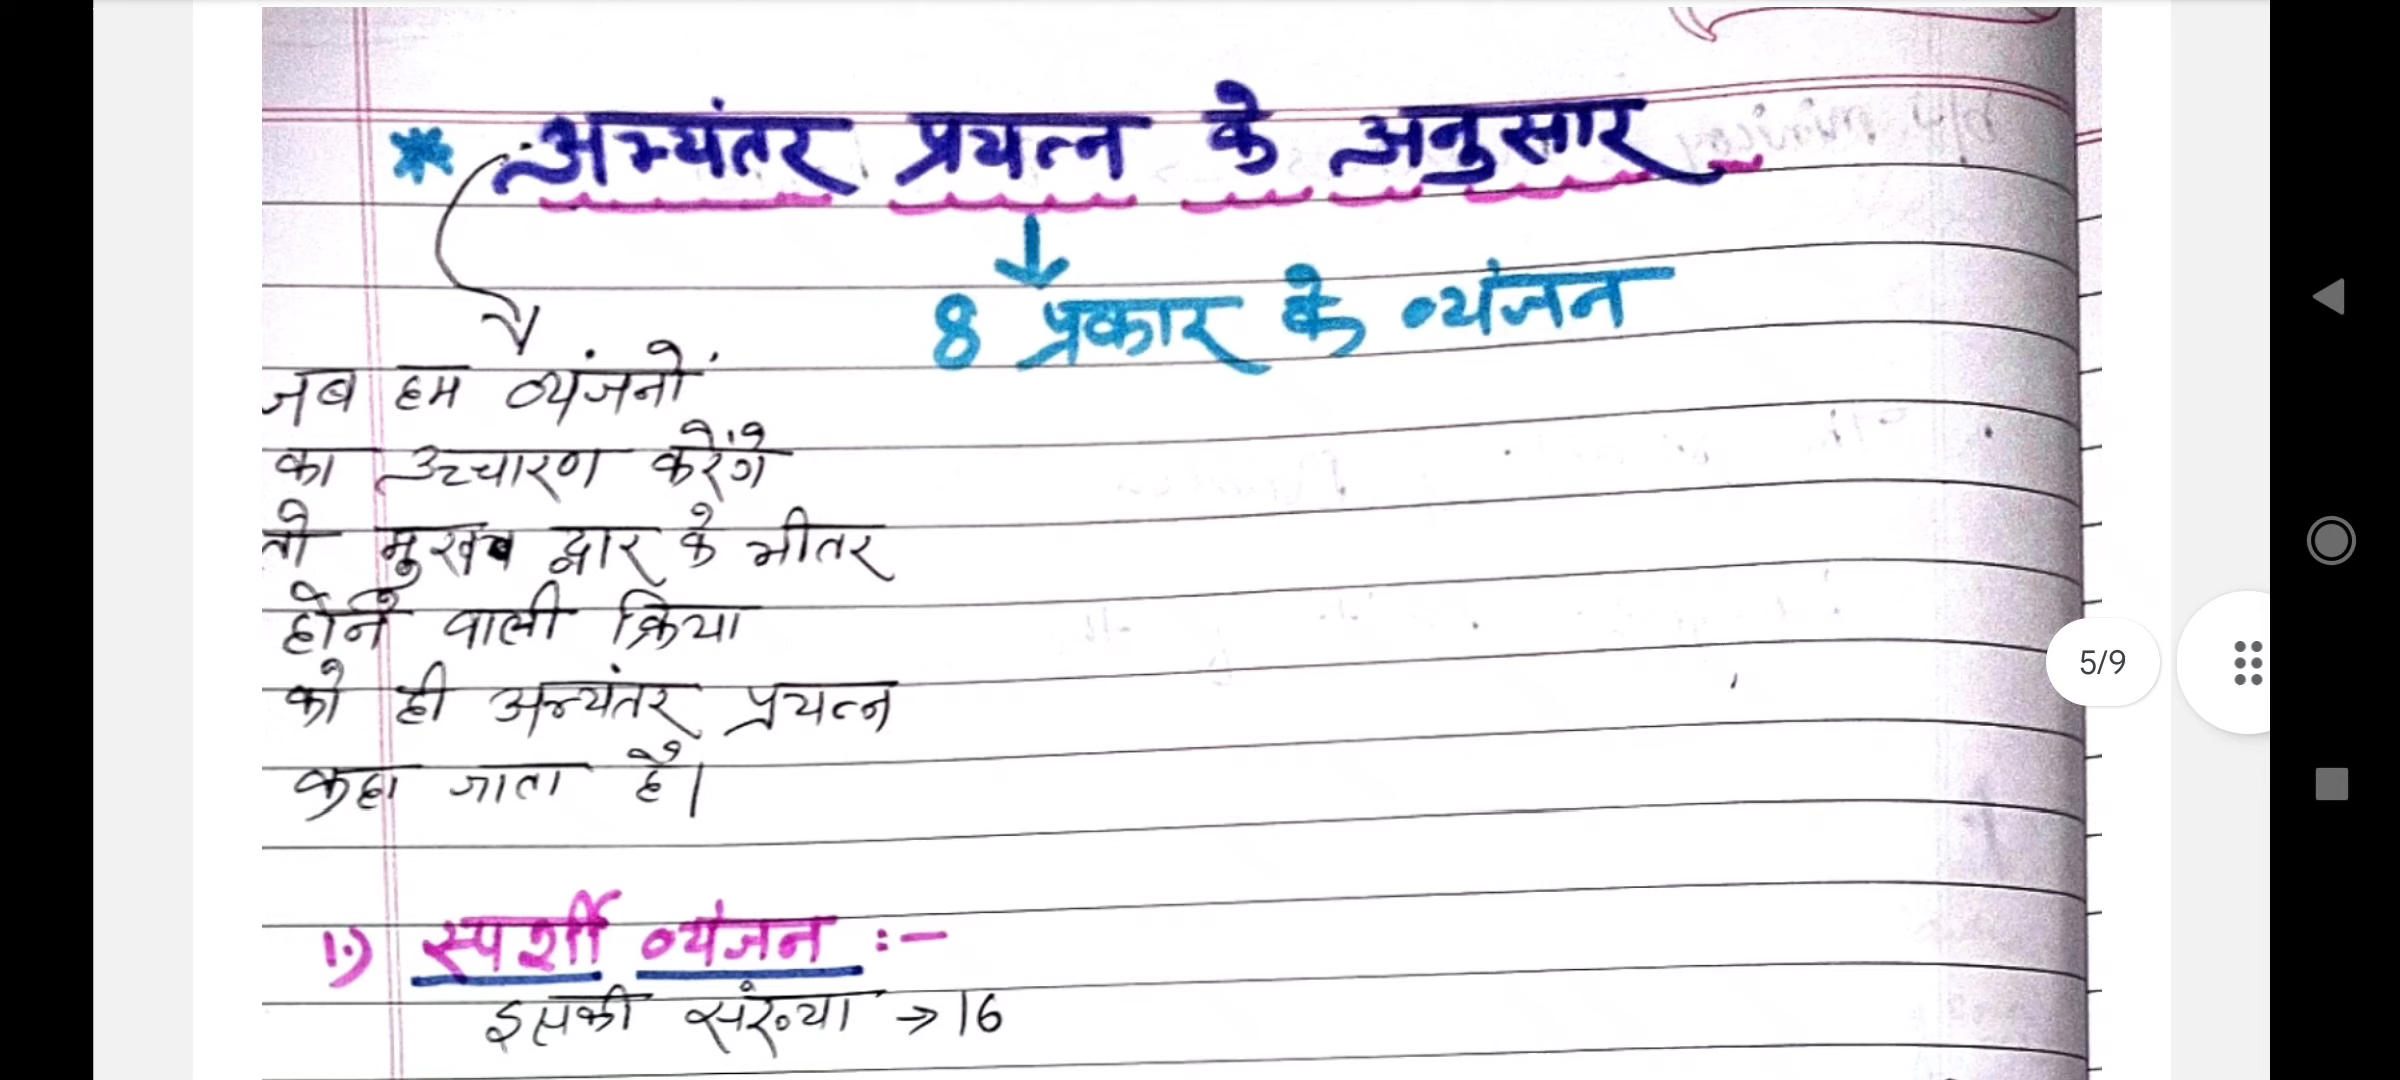 * अभ्यंतर प्रयत्न के अनुसार
↓
8 प्रकार के व्यंजन
जब हम व्यंजनों
का उच्चारण करेंगे
तो मुख द्वार के भीतर
होने वाली क्रिया
को ही अभ्यंतर प्रयत्न
कहा जाता है।
5/9
1.) स्पर्शी व्यंजन :-
इसकी संख्या → 16